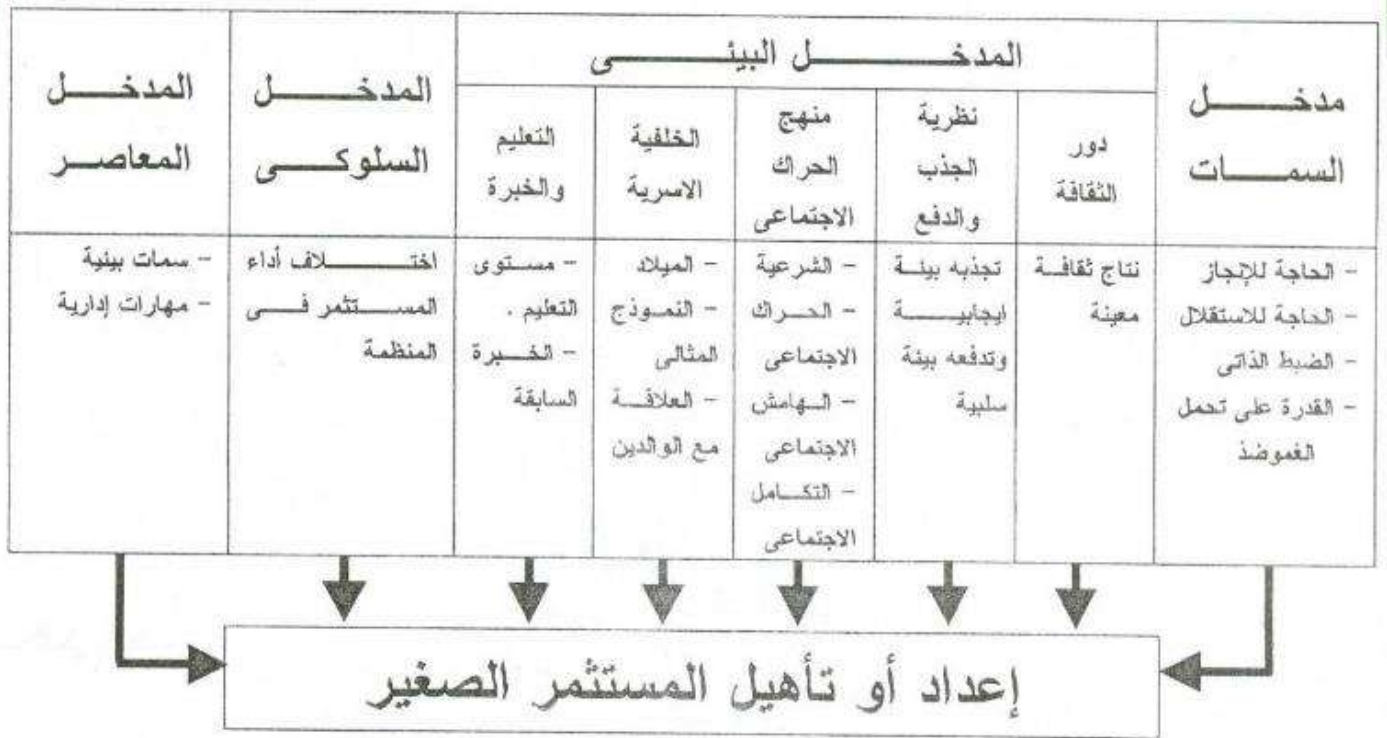 مدخل
السمات
المدخل البيئى
دور
الثقافة
نظرية
الجذب
والدفع
منهج
الحراك
الاجتماعى
الخلفية
الاسرية
التعليم
والخبرة
المدخل
السلوكى
المدخل
المعاصر
- الحاجة للإنجاز
- الحاجة للاستقلال
- الضبط الذاتى
- القدرة على تحمل
الغموضذ
نتاج ثقافة
معينة
تجذبه بيئة
ايجابية
وتدفعه بيئة
سلبية
- الشرعية
- الحراك
الاجتماعى
- الهامش
الاجتماعى
- التكامل
الاجتماعى
- الميلاد
- النموذج
المثالى
- العلاقة
مع الوالدين
- مستوى
التعليم .
- الخبرة
السابقة
اختلاف أداء
المستثمر فى
المنظمة
- سمات بيئية
- مهارات إدارية
إعداد أو تأهيل المستثمر الصغير